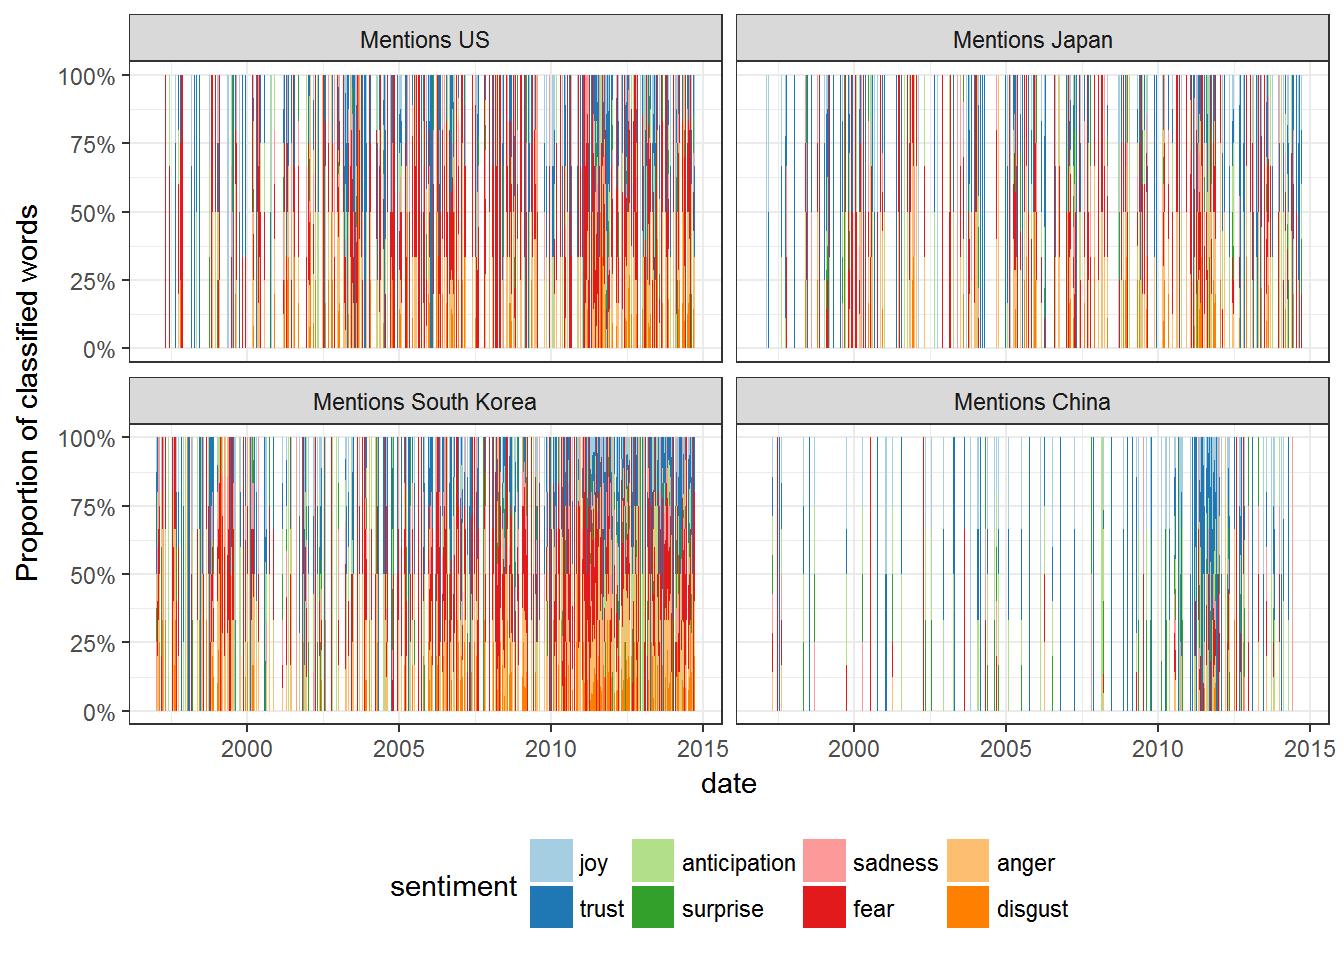 Mentions US
Mentions Japan
100%
75%
50%
25%
0%
Mentions South Korea
Mentions China
100%
75%
50%
25%
0%
Proportion of classified words
2000 2005 2010 2015
2000 2005 2010 2015
date
sentiment
joy anticipation sadness anger
trust surprise fear disgust